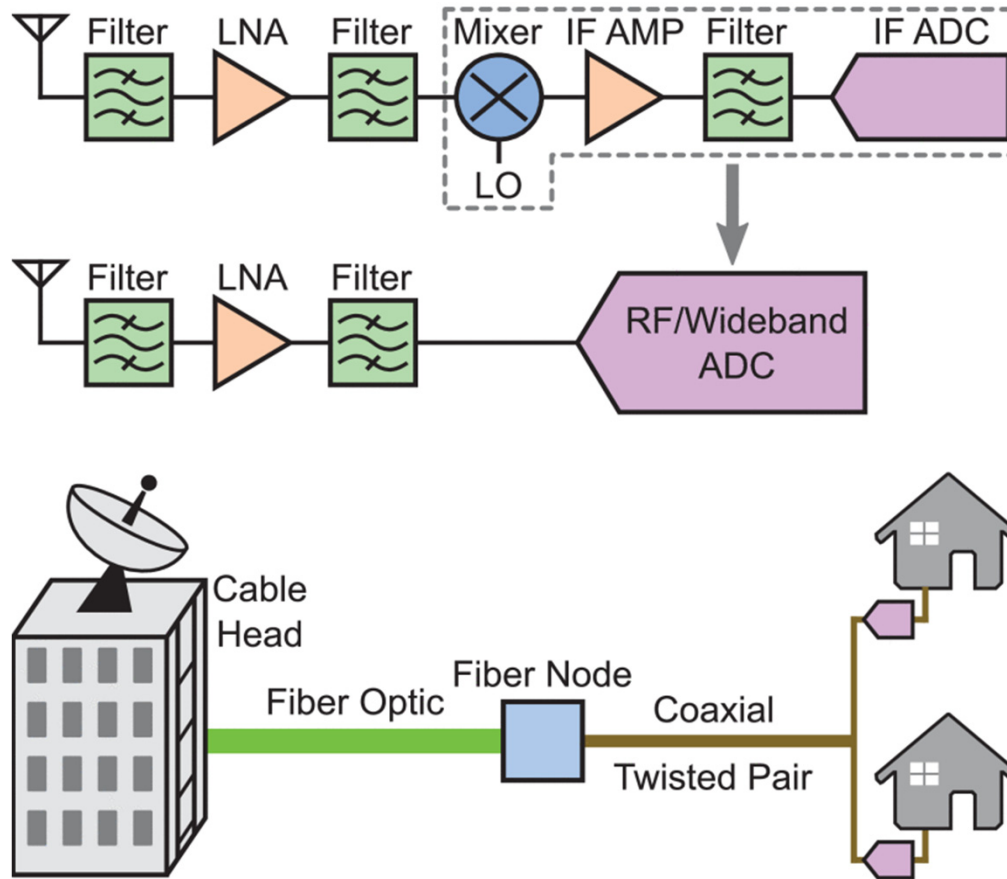 Filter LNA Filter Mixer IF AMP Filter IF ADC
LO
Filter LNA Filter
RF/Wideband
ADC
Cable
Head
Fiber Optic
Fiber Node
Coaxial
Twisted Pair